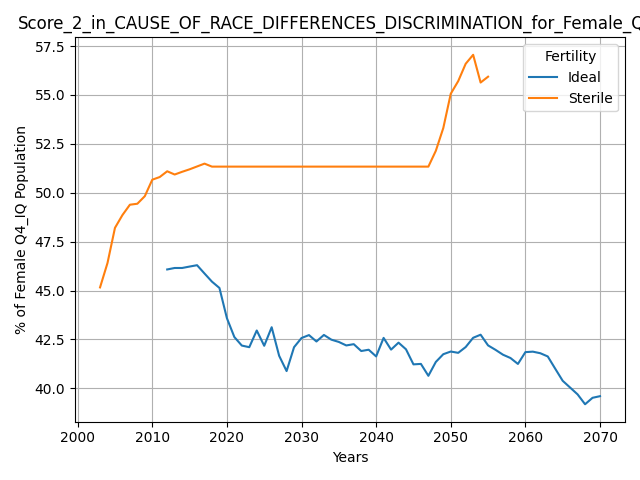 Score_2_in_CAUSE_OF_RACE_DIFFERENCES_DISCRIMINATION_for_Female_Q
57.5
55.0
52.5
50.0
47.5
45.0
42.5
40.0
% of Female Q4_IQ Population
Fertility
Ideal
Sterile
2000 2010 2020 2030 2040 2050 2060 2070
Years